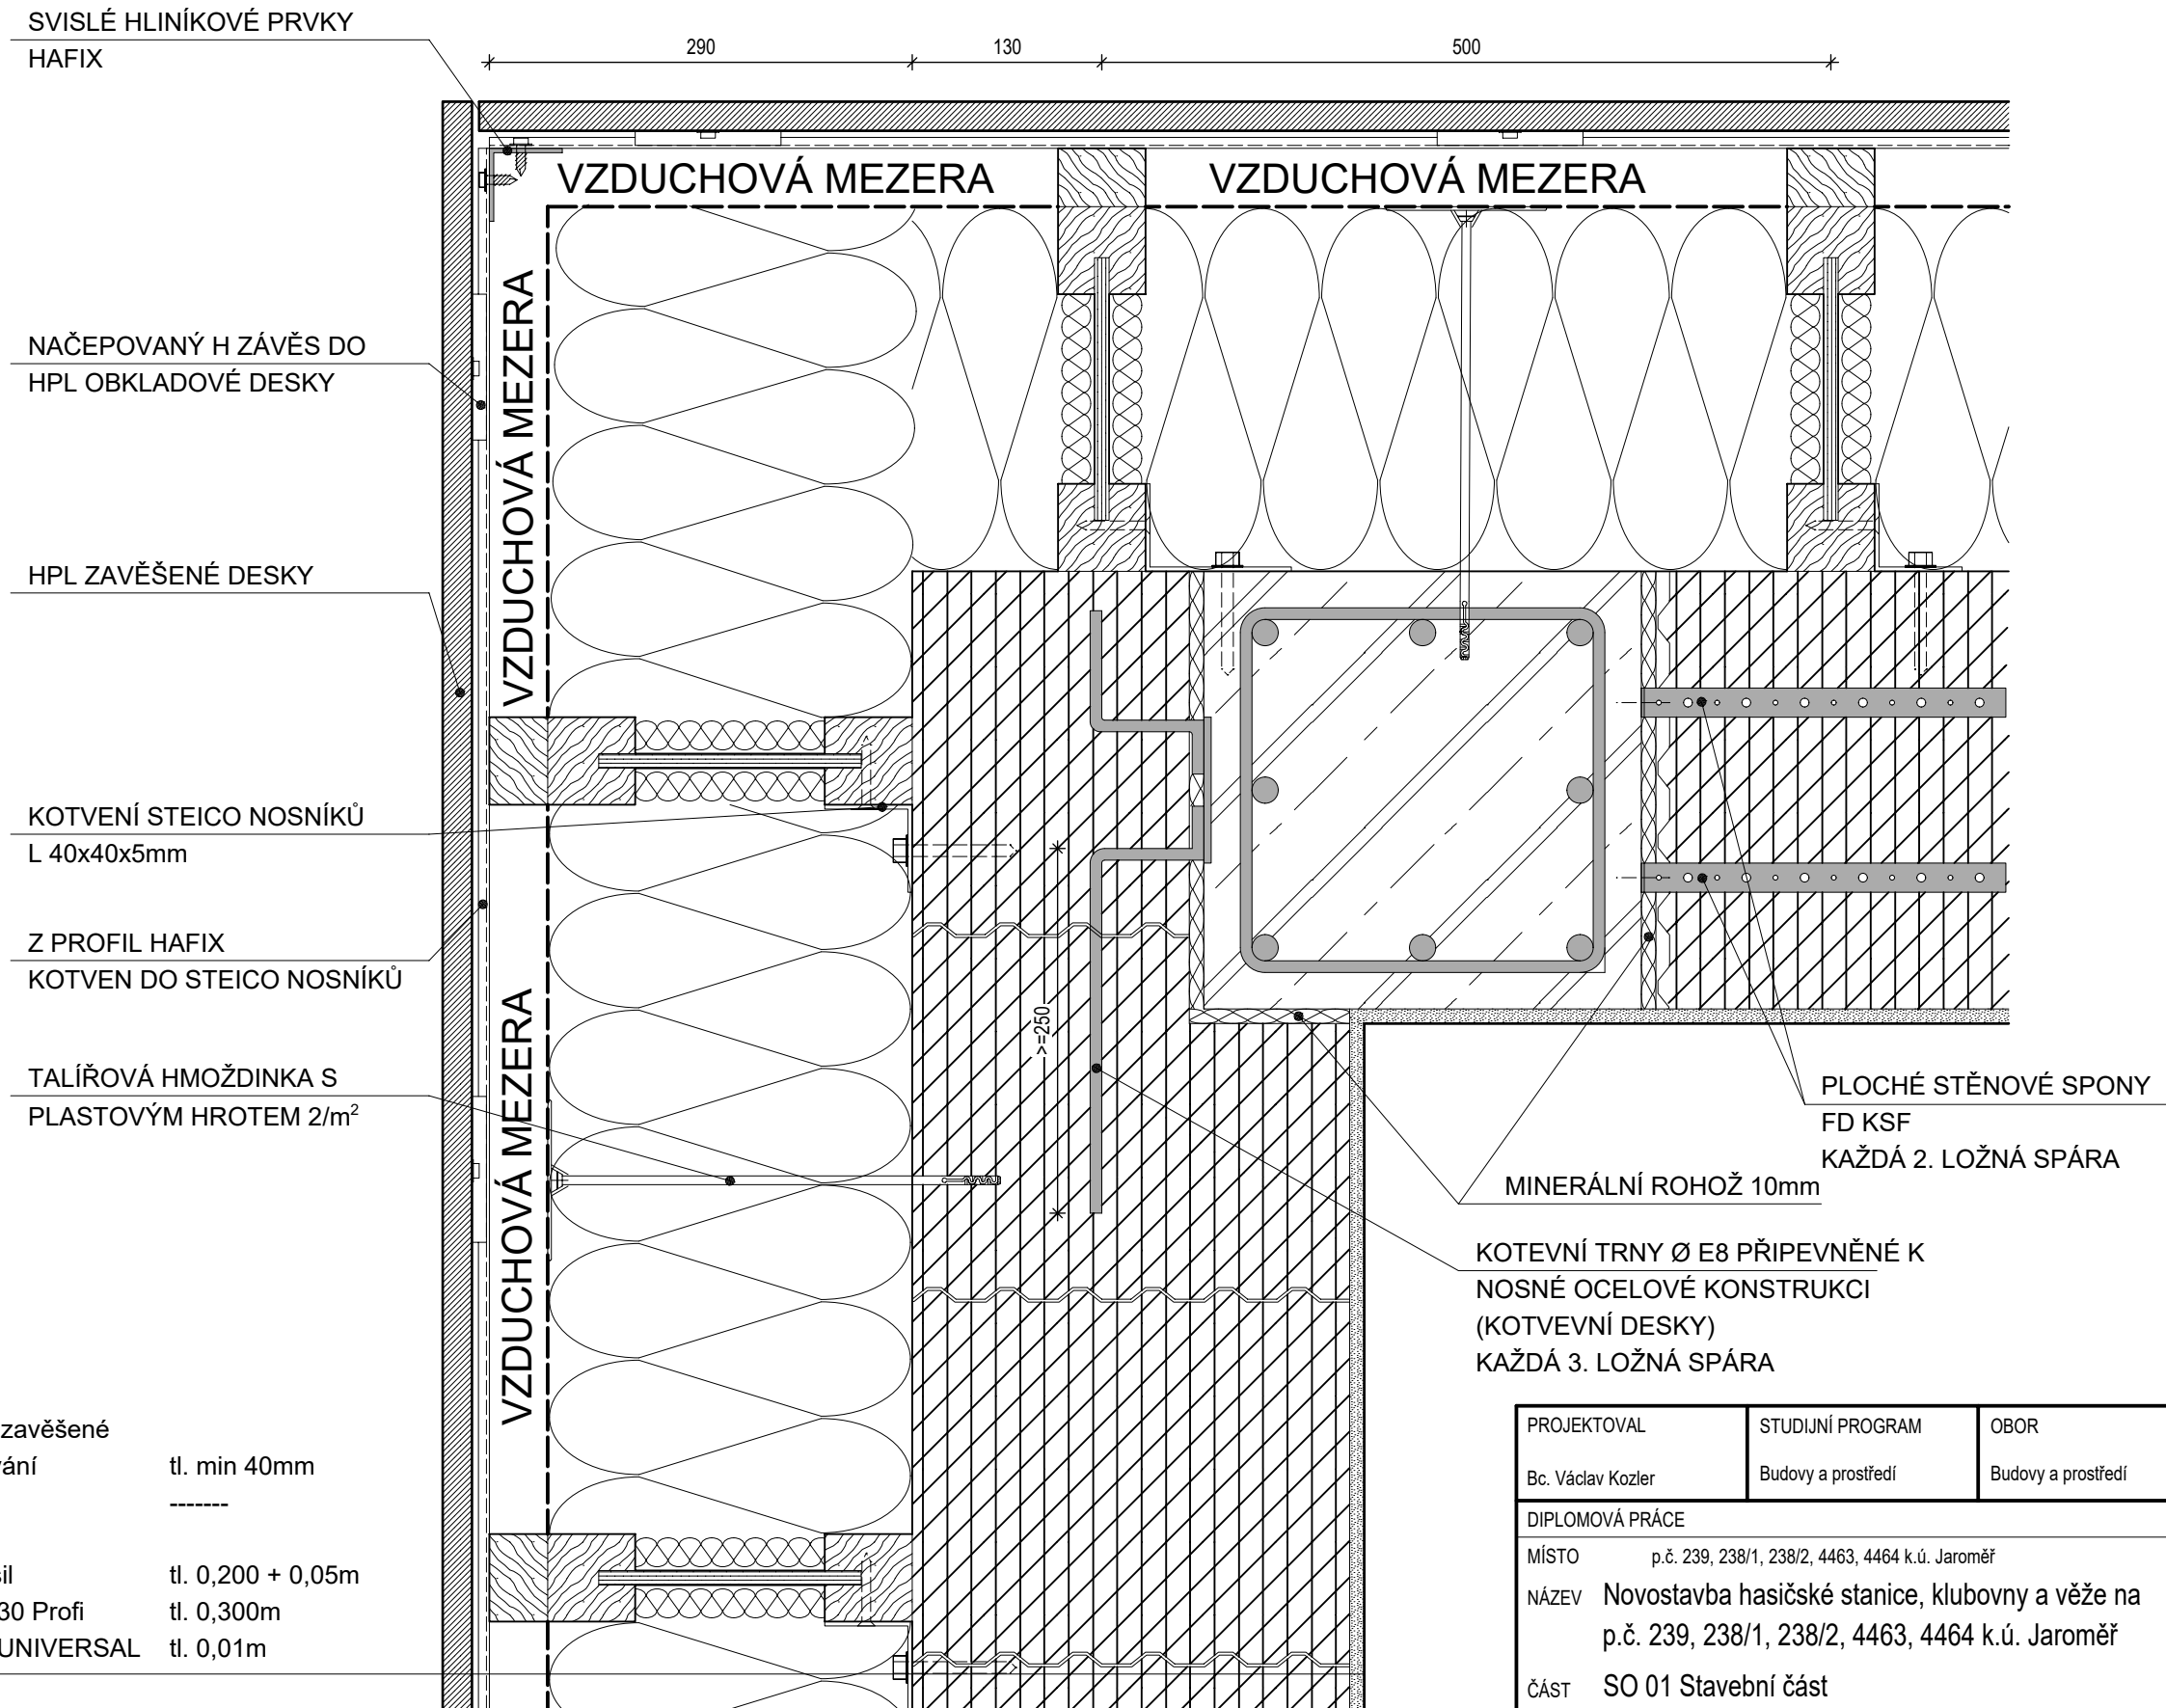 SVISLÉ HLINÍKOVÉ PRVKY
HAFIX
290
130
500
VZDUCHOVÁ MEZERA
VZDUCHOVÁ MEZERA
VZDUCHOVÁ MEZERA
NAČEPOVANÝ H ZÁVĚS DO
HPL OBKLADOVÉ DESKY
HPL ZAVĚŠENÉ DESKY
KOTVENÍ STEICO NOSNÍKŮ
L 40x40x5mm
Z PROFIL HAFIX
KOTVEN DO STEICO NOSNÍKŮ
VZDUCHOVÁ MEZERA
>=250
TALÍŘOVÁ HMOŽDINKA S
PLASTOVÝM HROTEM 2/m²
PLOCHÉ STĚNOVÉ SPONY
FD KSF
KAŽDÁ 2. LOŽNÁ SPÁRA
MINERÁLNÍ ROHOŽ 10mm
KOTEVNÍ TRNY Ø E8 PŘIPEVNĚNÉ K
NOSNÉ OCELOVÉ KONSTRUKCI
(KOTVEVNÍ DESKY)
KAŽDÁ 3. LOŽNÁ SPÁRA
zavěšené
vání tl. min 40mm
-------
sil tl. 0,200 + 0,05m
30 Profi tl. 0,300m
UNIVERSAL tl. 0,01m
PROJEKTOVAL STUDIJNÍ PROGRAM OBOR
Bc. Václav Kozler Budovy a prostředí Budovy a prostředí
DIPLOMOVÁ PRÁCE
MÍSTO p.č. 239, 238/1, 238/2, 4463, 4464 k.ú. Jaroměř
NÁZEV Novostavba hasičské stanice, klubovny a věže na
p.č. 239, 238/1, 238/2, 4463, 4464 k.ú. Jaroměř
ČÁST SO 01 Stavební část